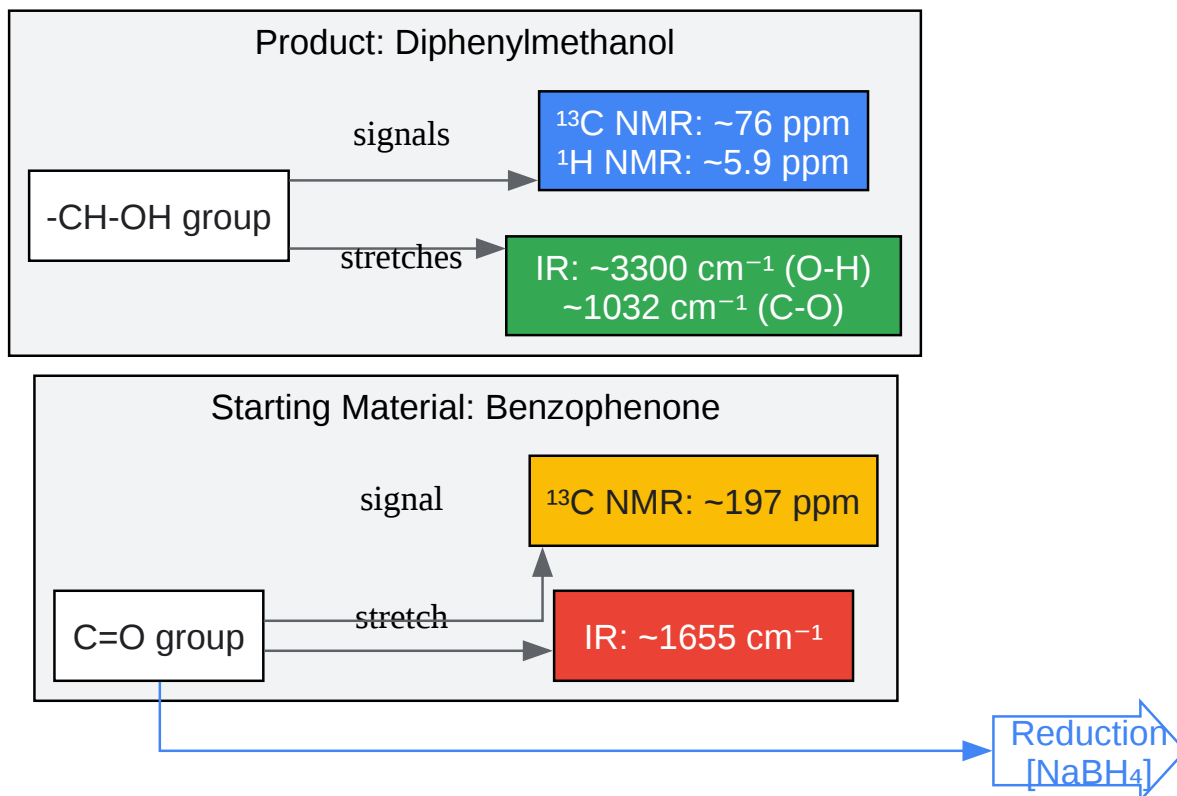 Product: Diphenylmethanol
signals
¹³C NMR: ~76 ppm
¹H NMR: ~5.9 ppm
-CH-OH group
stretches
IR: ~3300 cm⁻¹ (O-H)
~1032 cm⁻¹ (C-O)
Starting Material: Benzophenone
signal
¹³C NMR: ~197 ppm
C=O group
stretch
IR: ~1655 cm⁻¹
Reduction
[NaBH₄]